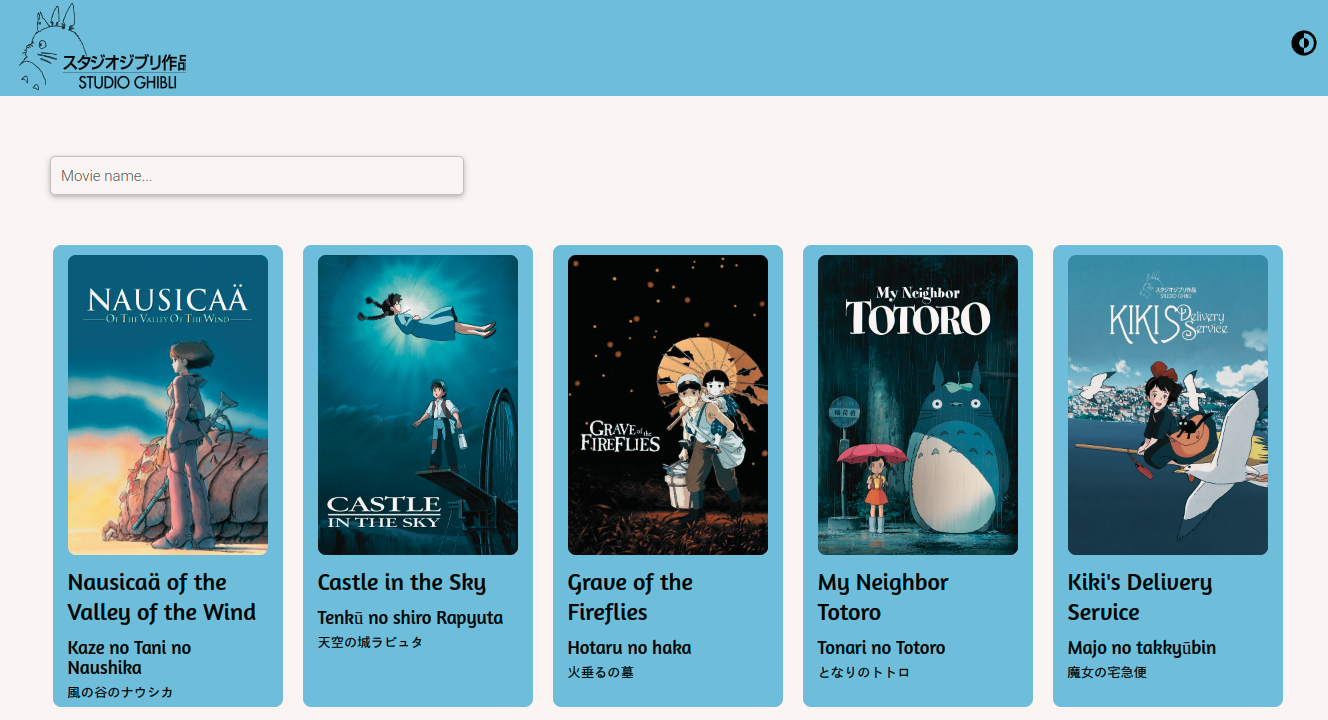 スタジオジブリ作品
STUDIO GHIBLI
Movie name...
NAUSICAÄ
OF THE VALLEY OF THE WIND
CASTLE
IN THE SKY
GRAVE of the
FIREFLIES
My Neighbor
TOTORO
スタジオジブリ作品
STUDIO GHIBLI
KIKI'S Delivery
Service
Nausicaä of the
Valley of the Wind
Kaze no Tani no
Naushika
風の谷のナウシカ
Castle in the Sky
Tenkū no shiro Rapyuta
天空の城ラピュタ
Grave of the
Fireflies
Hotaru no haka
火垂るの墓
My Neighbor
Totoro
Tonari no Totoro
となりのトトロ
Kiki's Delivery
Service
Majo no takkyūbin
魔女の宅急便